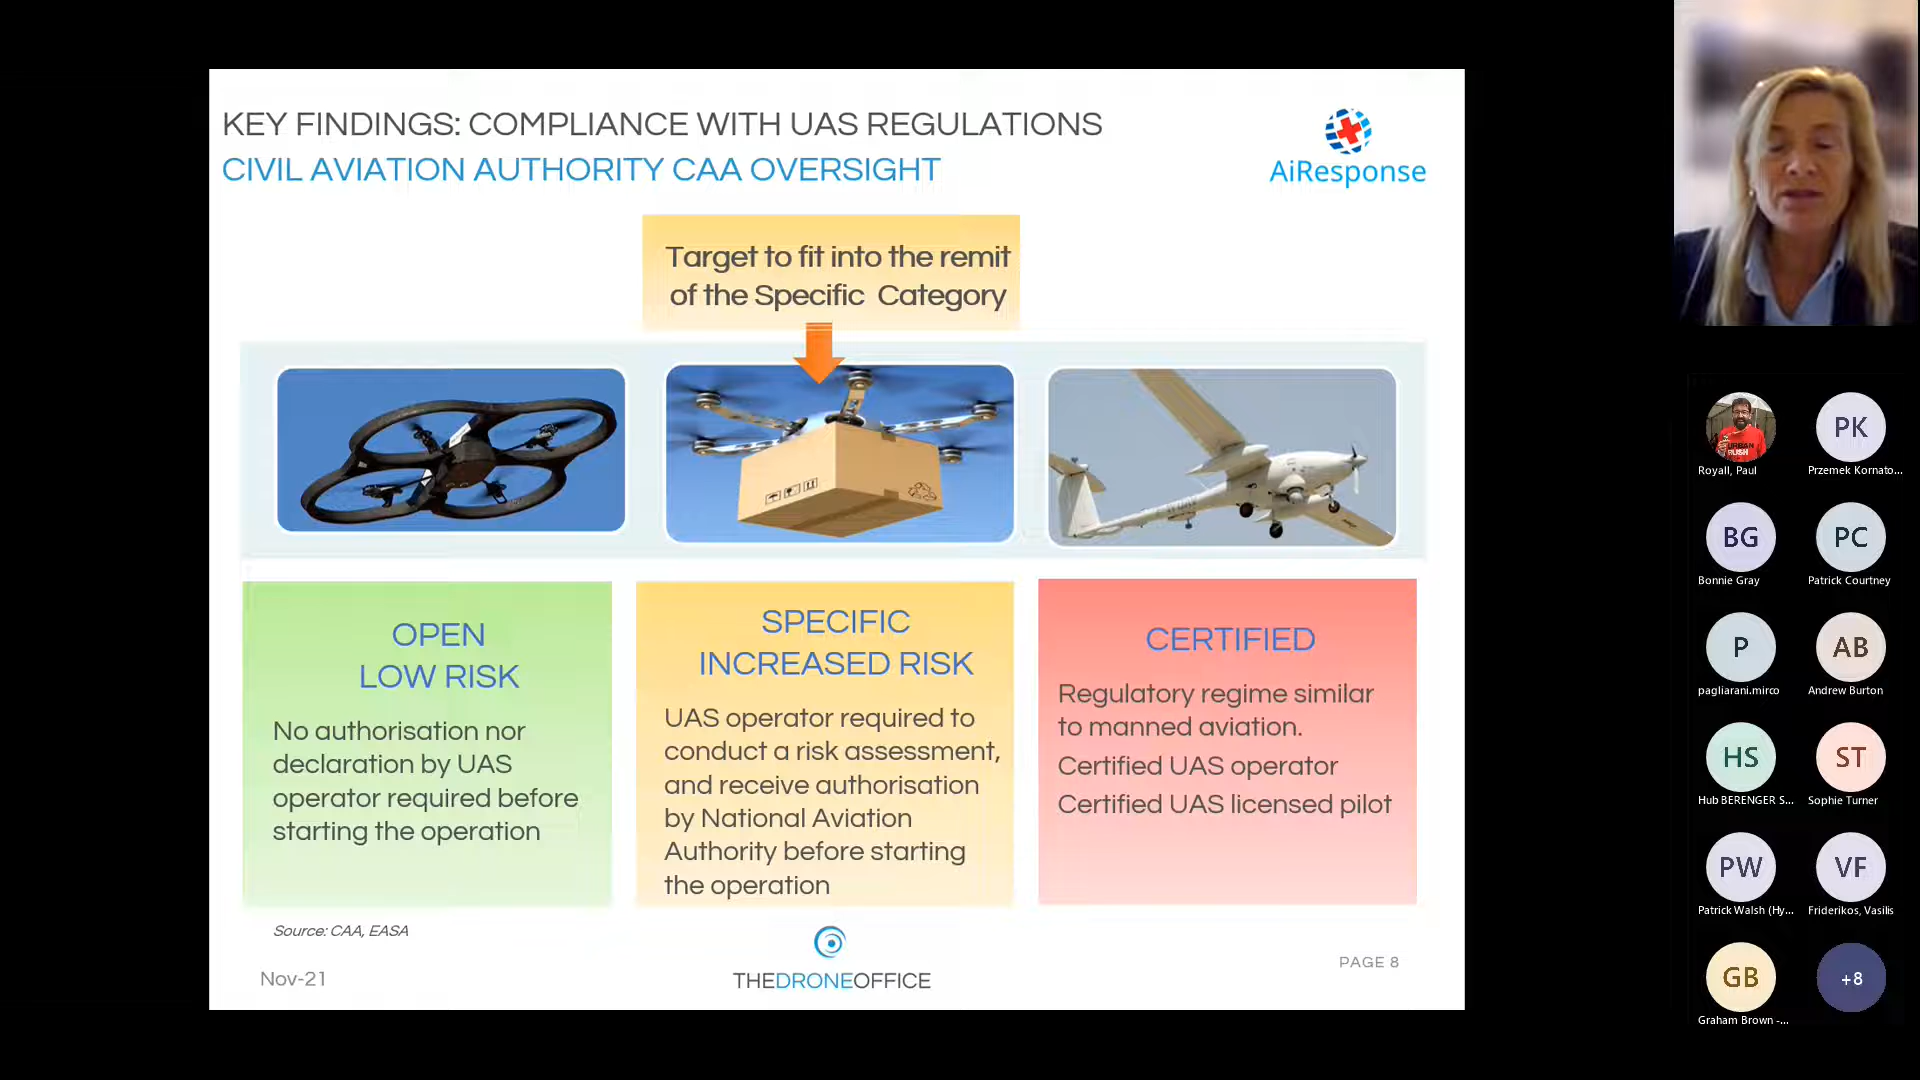 KEY FINDINGS: COMPLIANCE WITH UAS REGULATIONS
CIVIL AVIATION AUTHORITY CAA OVERSIGHT
AiResponse
Target to fit into the remit
of the Specific Category
OPEN
LOW RISK
No authorisation nor
declaration by UAS
operator required before
starting the operation
SPECIFIC
INCREASED RISK
UAS operator required to
conduct a risk assessment,
and receive authorisation
by National Aviation
Authority before starting
the operation
CERTIFIED
Regulatory regime similar
to manned aviation.
Certified UAS operator
Certified UAS licensed pilot
Source: CAA, EASA
Nov-21
THEDRONEOFFICE
PAGE 8
URBAN
RUSH
Royall, Paul
PK
Przemek Kornato...
BG
Bonnie Gray
PC
Patrick Courtney
P
pagliarani.mirco
AB
Andrew Burton
HS
Hub BERENGER S...
ST
Sophie Turner
PW
Patrick Walsh (Hy...
VF
Friderikos, Vasilis
GB
Graham Brown -...
+8